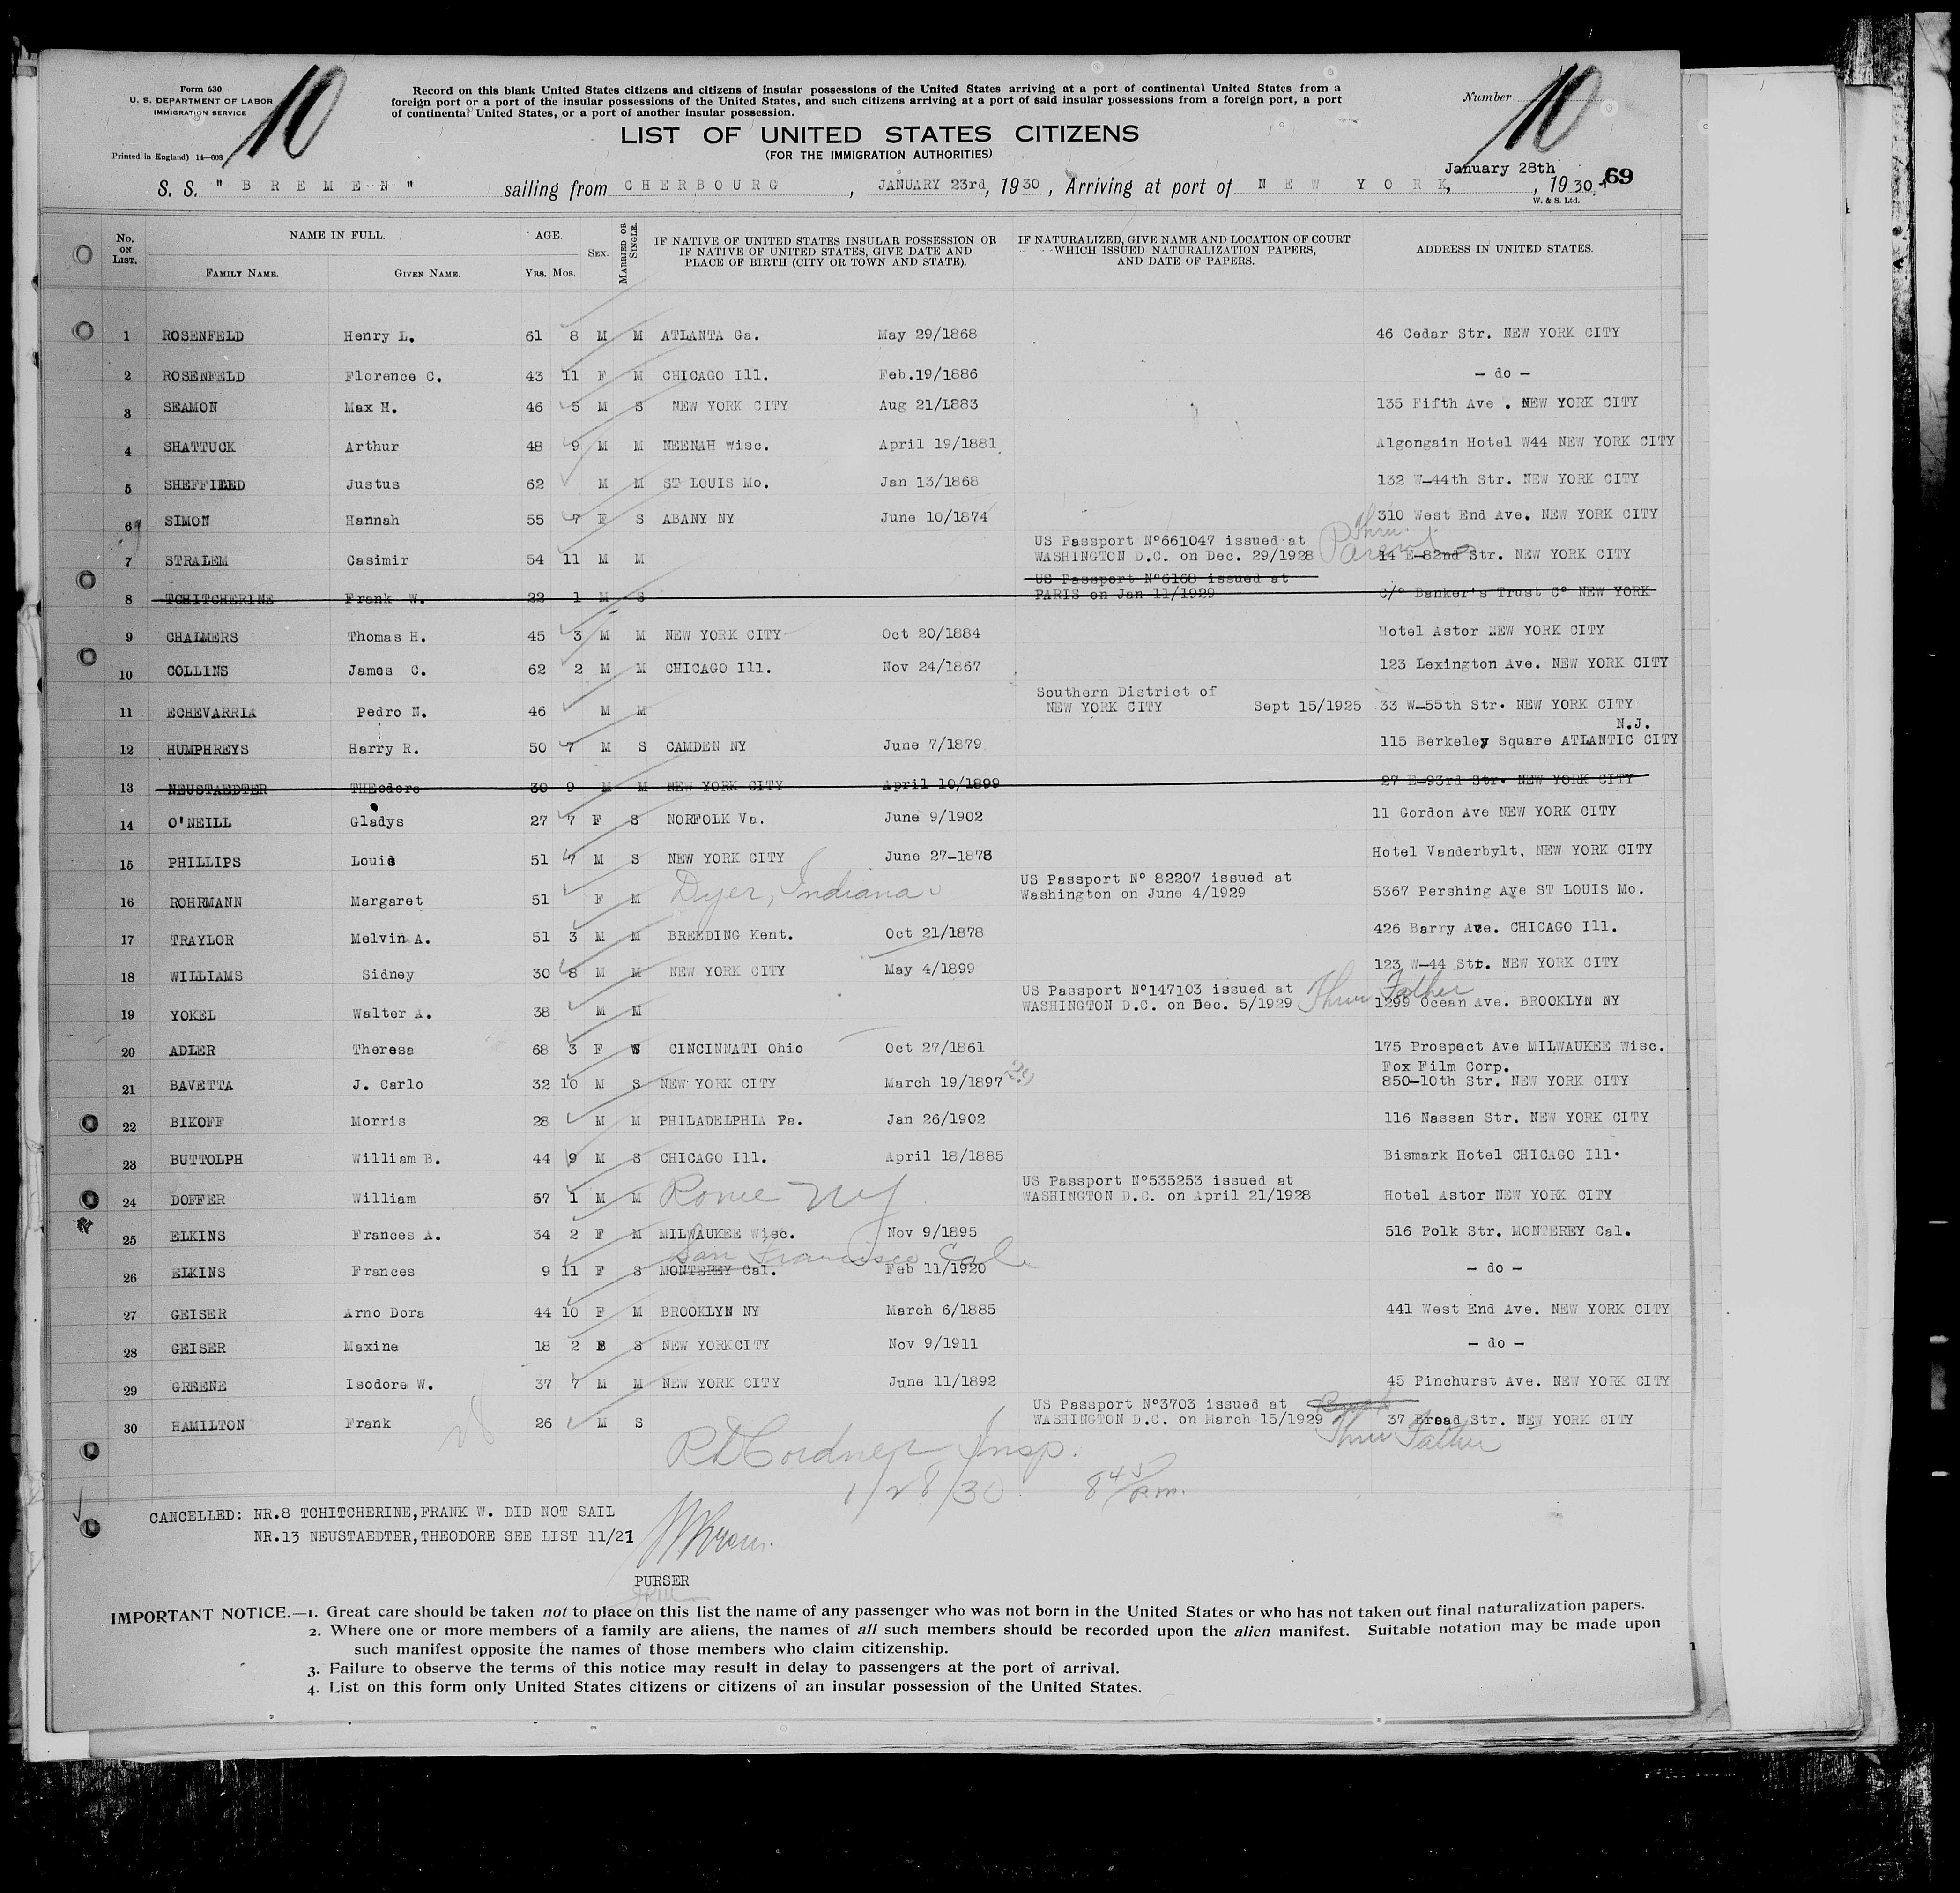 Form 630
U. S. DEPARTMENT OF LABOR
IMMIGRATION SERVICE
Printed in England) 14—608
10
Record on this blank United States citizens and citizens of insular possessions of the United States arriving at a port of continental United States from a
foreign port or a port of the insular possessions of the United States, and such citizens arriving at a port of said insular possessions from a foreign port, a port
of continental United States, or a port of another insular possession.
Number
10
LIST OF UNITED STATES CITIZENS
(FOR THE IMMIGRATION AUTHORITIES)
S. S. " B R E M E N " sailing from CHERBOURG , JANUARY 23rd, 1930, Arriving at port of N E W Y O R K, January 28th , 1930. 69
W. & S. Ltd.
No. ON LIST. NAME IN FULL. FAMILY NAME. GIVEN NAME. AGE. YRS. MOS. SEX. MARRIED OR SINGLE. IF NATIVE OF UNITED STATES INSULAR POSSESSION OR IF NATIVE OF UNITED STATES, GIVE DATE AND PLACE OF BIRTH (CITY OR TOWN AND STATE). IF NATURALIZED, GIVE NAME AND LOCATION OF COURT WHICH ISSUED NATURALIZATION PAPERS, AND DATE OF PAPERS. ADDRESS IN UNITED STATES.
1 ROSENFELD Henry L. 61 8 M M ATLANTA Ga. May 29/1868 46 Cedar Str. NEW YORK CITY
2 ROSENFELD Florence C. 43 11 F M CHICAGO Ill. Feb.19/1886 — do —
3 SEAMON Max H. 46 5 M S NEW YORK CITY Aug 21/1883 135 Fifth Ave . NEW YORK CITY
4 SHATTUCK Arthur 48 9 M M NEENAH Wisc. April 19/1881 Algongain Hotel W44 NEW YORK CITY
5 SHEFFIELD Justus 62 M M ST LOUIS Mo. Jan 13/1868 132 W—44th Str. NEW YORK CITY
6 SIMON Hannah 55 7 F S ABANY NY June 10/1874 310 West End Ave. NEW YORK CITY
7 STRALEM Casimir 54 11 M M US Passport N°661047 issued at WASHINGTON D.C. on Dec. 29/1928 Thru Parent 14 E—82nd Str. NEW YORK CITY
8 TCHITCHERINE Frank W. 22 1 M S US Passport N°6168 issued at PARIS on Jan 11/1929 C/° Banker's Trust C° NEW YORK
9 CHALMERS Thomas H. 45 3 M M NEW YORK CITY Oct 20/1884 Hotel Astor NEW YORK CITY
10 COLLINS James C. 62 2 M M CHICAGO Ill. Nov 24/1867 123 Lexington Ave. NEW YORK CITY
11 ECHEVARRIA Pedro N. 46 M M Southern District of NEW YORK CITY Sept 15/1925 33 W—55th Str. NEW YORK CITY
12 HUMPHREYS Harry R. 50 7 M S CAMDEN NY June 7/1879 115 Berkeley Square ATLANTIC CITY N.J.
13 NEUSTAEDTER THEodore 30 9 M M NEW YORK CITY April 10/1899 27 E—93rd Str. NEW YORK CITY
14 O'NEILL Gladys 27 7 F S NORFOLK Va. June 9/1902 11 Gordon Ave NEW YORK CITY
15 PHILLIPS Louis 51 7 M S NEW YORK CITY June 27—1878 Hotel Vanderbylt, NEW YORK CITY
16 ROHRMANN Margaret 51 F M Dyer, Indiana US Passport N° 82207 issued at Washington on June 4/1929 5367 Pershing Aye ST LOUIS Mo.
17 TRAYLOR Melvin A. 51 3 M M BREEDING Kent. Oct 21/1878 426 Barry Ave. CHICAGO Ill.
18 WILLIAMS Sidney 30 8 M M NEW YORK CITY May 4/1899 123 W—44 Str. NEW YORK CITY
19 YOKEL Walter A. 38 M M US Passport N°147103 issued at WASHINGTON D.C. on Dec. 5/1929 Thru Father 1299 Ocean Ave. BROOKLYN NY
20 ADLER Theresa 68 3 F W CINCINNATI Ohio Oct 27/1861 175 Prospect Ave MILWAUKEE Wisc.
21 BAVETTA J. Carlo 32 10 M S NEW YORK CITY March 19/1897 Fox Film Corp. 850—10th Str. NEW YORK CITY
22 BIKOFF Morris 28 M M PHILADELPHIA Pa. Jan 26/1902 116 Nassan Str. NEW YORK CITY
23 BUTTOLPH William B. 44 9 M S CHICAGO Ill. April 18/1885 Bismark Hotel CHICAGO Ill.
24 DOFFER William 57 1 M M Rome NY US Passport N°535253 issued at WASHINGTON D.C. on April 21/1928 Hotel Astor NEW YORK CITY
25 ELKINS Frances A. 34 2 F M MILWAUKEE Wisc. Nov 9/1895 516 Polk Str. MONTEREY Cal.
26 ELKINS Frances 9 11 F S San Francisco Cal. MONTEREY Cal. Feb 11/1920 — do —
27 GEISER Arno Dora 44 10 F M BROOKLYN NY March 6/1885 441 West End Ave. NEW YORK CITY
28 GEISER Maxine 18 2 F S NEW YORKCITY Nov 9/1911 — do —
29 GREENE Isodore W. 37 7 M M NEW YORK CITY June 11/1892 45 Pinchurst Ave. NEW YORK CITY
30 HAMILTON Frank 26 M S US Passport N°3703 issued at WASHINGTON D.C. on March 15/1929 Thru Father 37 Broad Str. NEW YORK CITY
R D Cordner Insp.
1/28/30 8 45 p.m.
CANCELLED: NR.8 TCHITCHERINE,FRANK W. DID NOT SAIL
NR.13 NEUSTAEDTER,THEODORE SEE LIST 11/21
PURSER
IMPORTANT NOTICE.—1. Great care should be taken not to place on this list the name of any passenger who was not born in the United States or who has not taken out final naturalization papers.
2. Where one or more members of a family are aliens, the names of all such members should be recorded upon the alien manifest. Suitable notation may be made upon
such manifest opposite the names of those members who claim citizenship.
3. Failure to observe the terms of this notice may result in delay to passengers at the port of arrival.
4. List on this form only United States citizens or citizens of an insular possession of the United States.